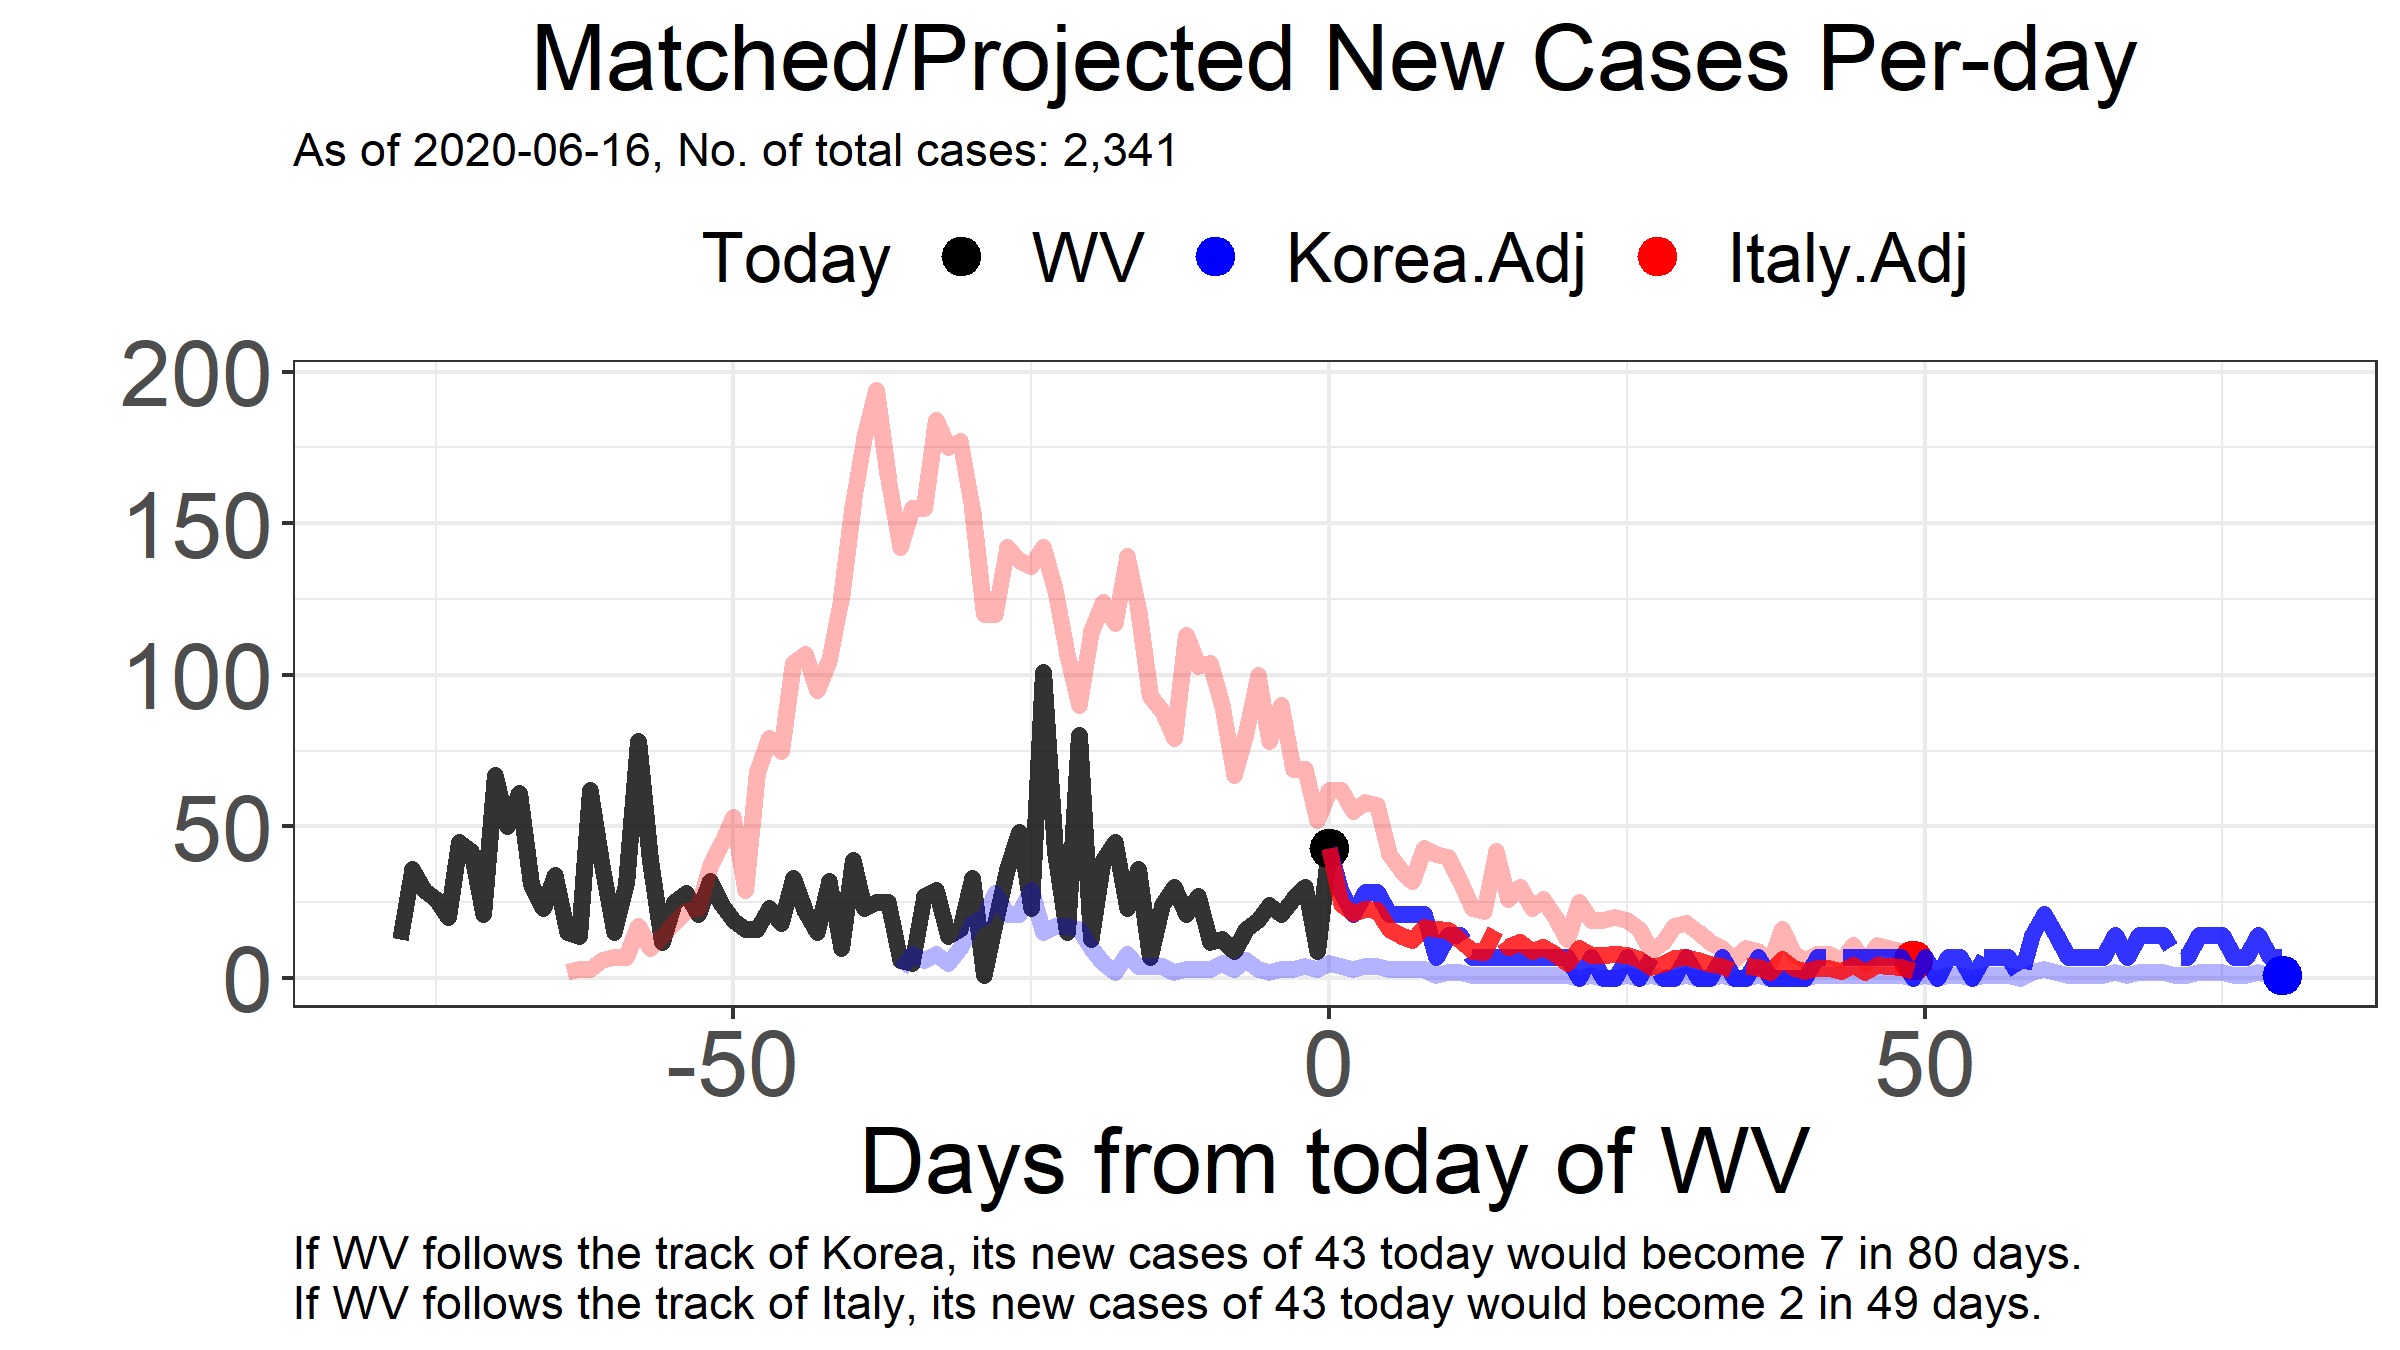 Matched/Projected New Cases Per-day
As of 2020-06-16, No. of total cases: 2,341
Today WV Korea.Adj Italy.Adj
200
150
100
50
0
-50 0 50
Days from today of WV
If WV follows the track of Korea, its new cases of 43 today would become 7 in 80 days.
If WV follows the track of Italy, its new cases of 43 today would become 2 in 49 days.